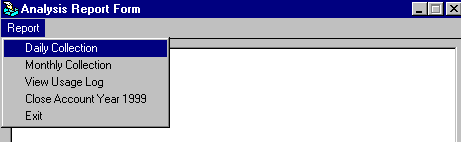 Analysis Report Form
Report
Daily Collection
Monthly Collection
View Usage Log
Close Account Year 1999
Exit